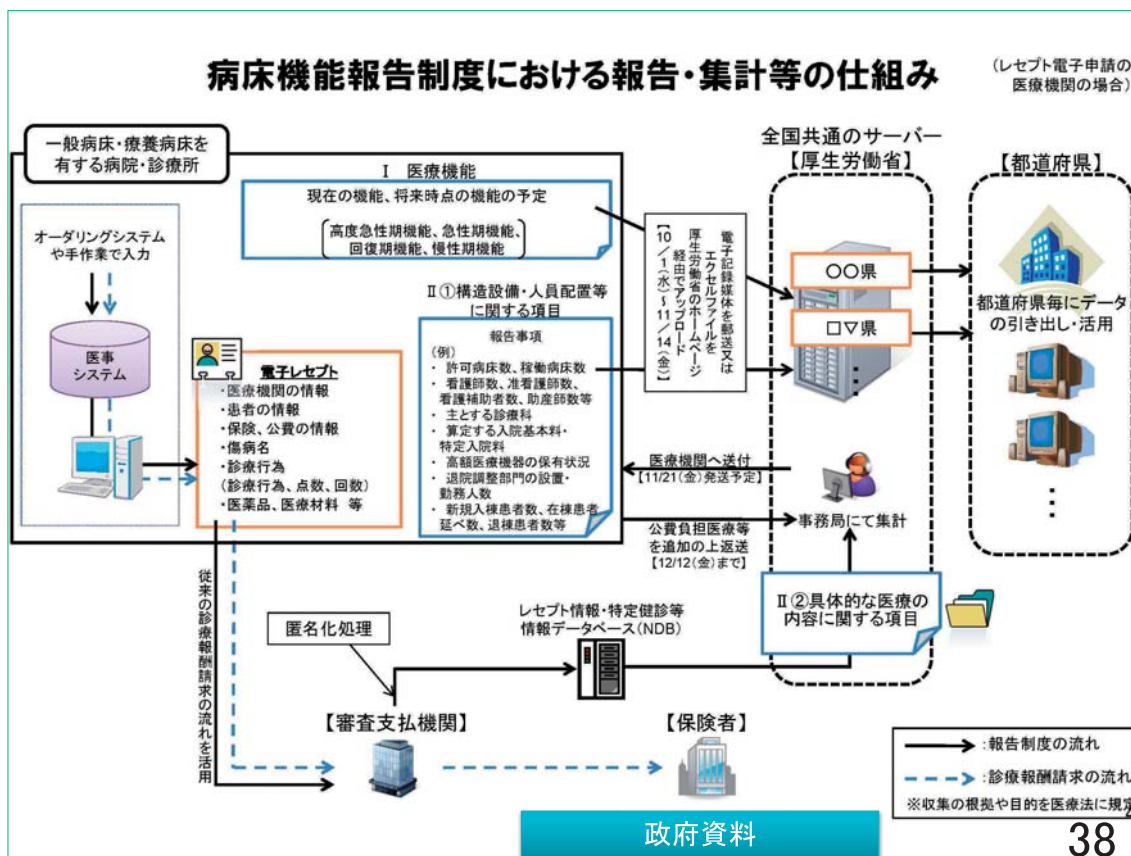 病床機能報告制度における報告・集計等の仕組み
(レセプト電子申請の
医療機関の場合)
一般病床・療養病床を
有する病院・診療所
オーダリングシステム
や手作業で入力
医事
システム
電子レセプト
・医療機関の情報
・患者の情報
・保険、公費の情報
・傷病名
・診療行為
(診療行為、点数、回数)
・医薬品、医療材料 等
Ⅰ 医療機能
現在の機能、将来時点の機能の予定
高度急性期機能、急性期機能、
回復期機能、慢性期機能
Ⅱ①構造設備・人員配置等
に関する項目
報告事項
(例)
・ 許可病床数、稼働病床数
・ 看護師数、准看護師数、
看護補助者数、助産師数等
・ 主とする診療科
・ 算定する入院基本料・
特定入院料
・ 高額医療機器の保有状況
・ 退院調整部門の設置・
勤務人数
・ 新規入棟患者数、在棟患者
延べ数、退棟患者数等
電子記録媒体を郵送又は
エクセルファイルを
厚生労働省のホームページ
経由でアップロード
【10/1(水)~11/14(金)】
全国共通のサーバー
【厚生労働省】
○○県
□▽県
【都道府県】
都道府県毎にデータ
の引き出し・活用
医療機関へ送付
【11/21(金)発送予定】
公費負担医療等
を追加の上返送
【12/12(金)まで】
事務局にて集計
Ⅱ②具体的な医療の
内容に関する項目
従来の診療報酬請求の流れを活用
匿名化処理
レセプト情報・特定健診等
情報データベース(NDB)
【審査支払機関】
【保険者】
:報告制度の流れ
:診療報酬請求の流れ
※収集の根拠や目的を医療法に規定
政府資料
38